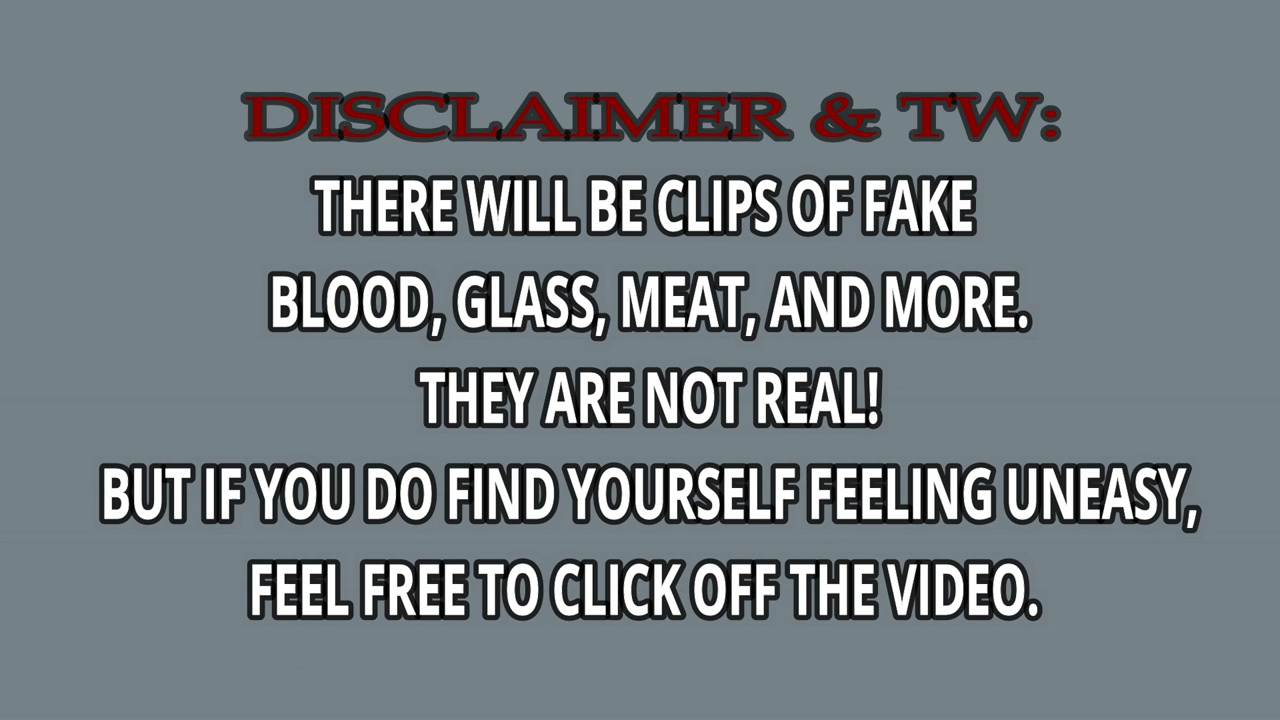 DISCLAIMER & TW:
THERE WILL BE CLIPS OF FAKE
BLOOD, GLASS, MEAT, AND MORE.
THEY ARE NOT REAL!
BUT IF YOU DO FIND YOURSELF FEELING UNEASY,
FEEL FREE TO CLICK OFF THE VIDEO.